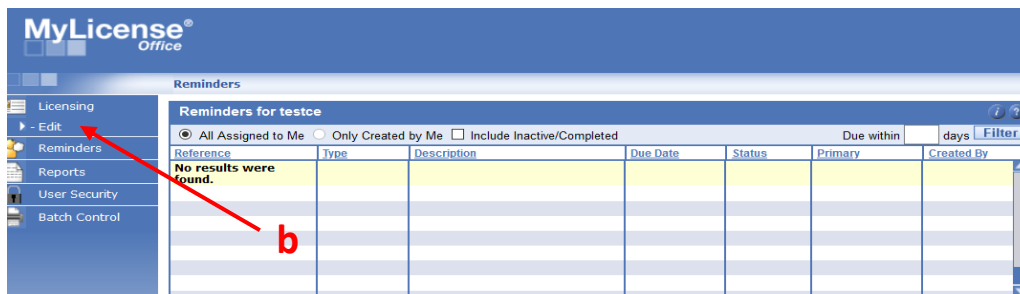 MyLicense®
Office
Reminders
Licensing
- Edit
Reminders
Reports
User Security
Batch Control
Reminders for testce
All Assigned to Me Only Created by Me Include Inactive/Completed Due within days Filter
Reference Type Description Due Date Status Primary Created By
No results were
found.
b